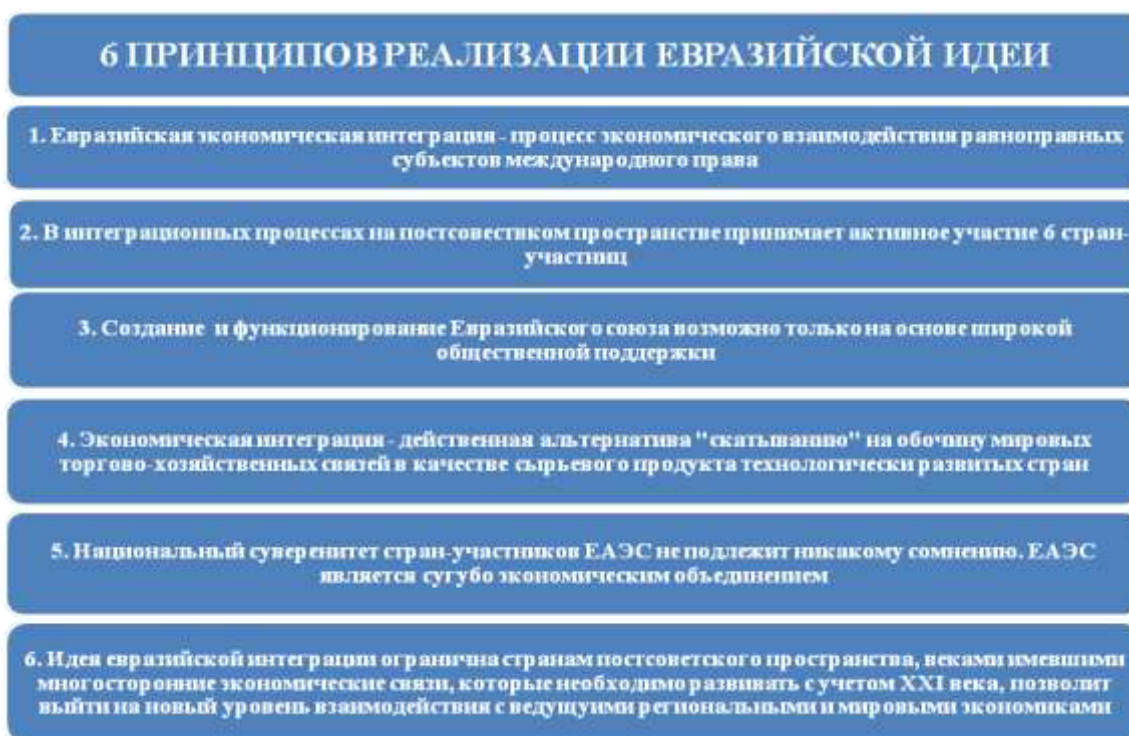 6 ПРИНЦИПОВ РЕАЛИЗАЦИИ ЕВРАЗИЙСКОЙ ИДЕИ
1. Евразийская экономическая интеграция - процесс экономического взаимодействия равноправных
субъектов международного права
2. В интеграционных процессах на постсовестяком пространстве принимает активное участие 6 стран-
участниц
3. Создание и функционирование Евразийского союза возможно только на основе широкой
общественной поддержки
4. Экономическая интеграция - действенная альтернатива "скатыванию" на обочину мировых
торгово-хозяйственных связей в качестве сырьевого продукта технологически развитых стран
5. Национальный суверенитет стран-участников ЕАЭС не подлежит никакому сомнению. ЕАЭС
является сугубо экономическим объединением
6. Идея евразийской интеграции огранична странам постсоветского пространства, веками имевшими
многосторонние экономические связи, которые необходимо развивать с учетом XXI века, позволит
выйти на новый уровень взаимодействия с ведущуими региональными и мировыми экономиками